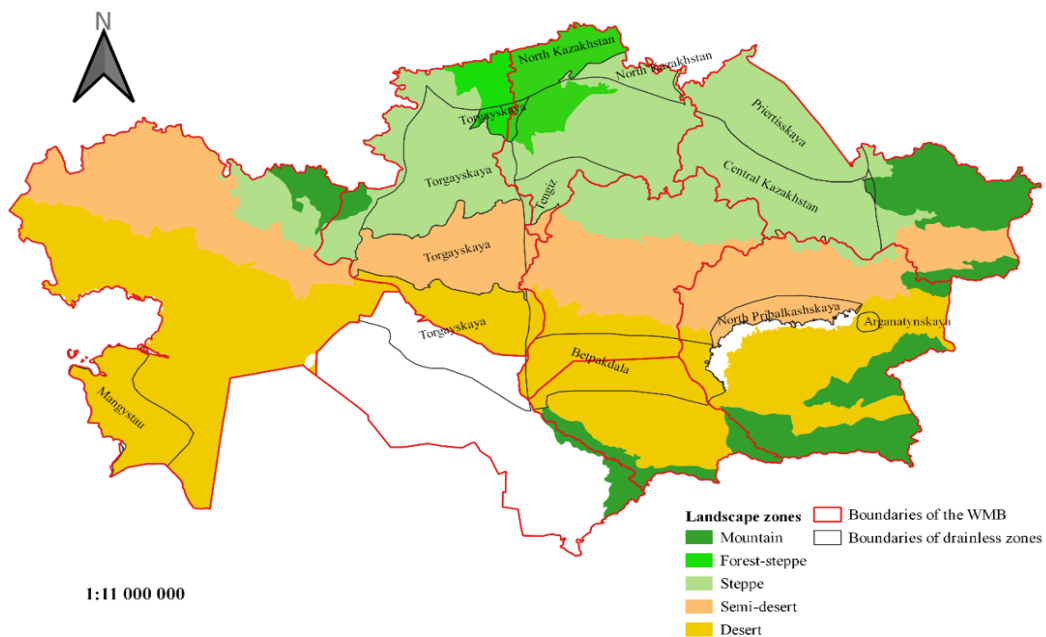 N
North Kazakhstan
North Kazakhstan
Torgayskaya
Priertisskaya
Torgayskaya
Tengiz
Central Kazakhstan
Torgayskaya
North Pribalkashskaya
Arganatynskaya
Torgayskaya
Betpakdala
Mangystau
Landscape zones
Mountain
Forest-steppe
Steppe
Semi-desert
Desert
Boundaries of the WMB
Boundaries of drainless zones
1:11 000 000